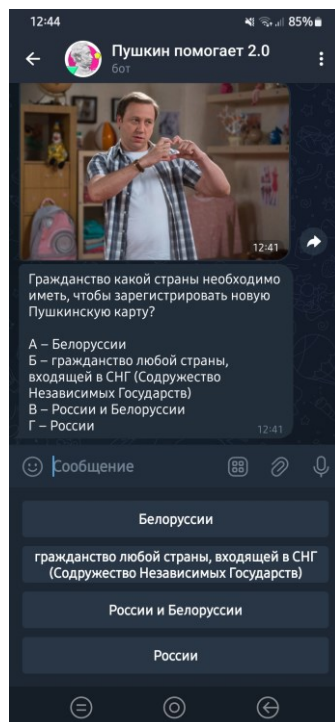 12:44
85%
Пушкин помогает 2.0
бот
12:41
Гражданство какой страны необходимо
иметь, чтобы зарегистрировать новую
Пушкинскую карту?
А – Белоруссии
Б – гражданство любой страны,
входящей в СНГ (Содружество
Независимых Государств)
В – России и Белоруссии
Г – России
12:41
Сообщение
Белоруссии
гражданство любой страны, входящей в СНГ
(Содружество Независимых Государств)
России и Белоруссии
России